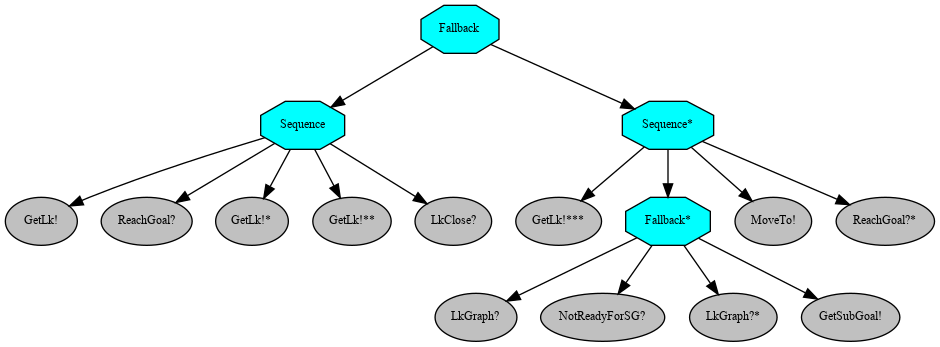 Fallback
Sequence
Sequence*
GetLk!
ReachGoal?
GetLk!*
GetLk!**
LkClose?
GetLk!***
Fallback*
MoveTo!
ReachGoal?*
LkGraph?
NotReadyForSG?
LkGraph?*
GetSubGoal!